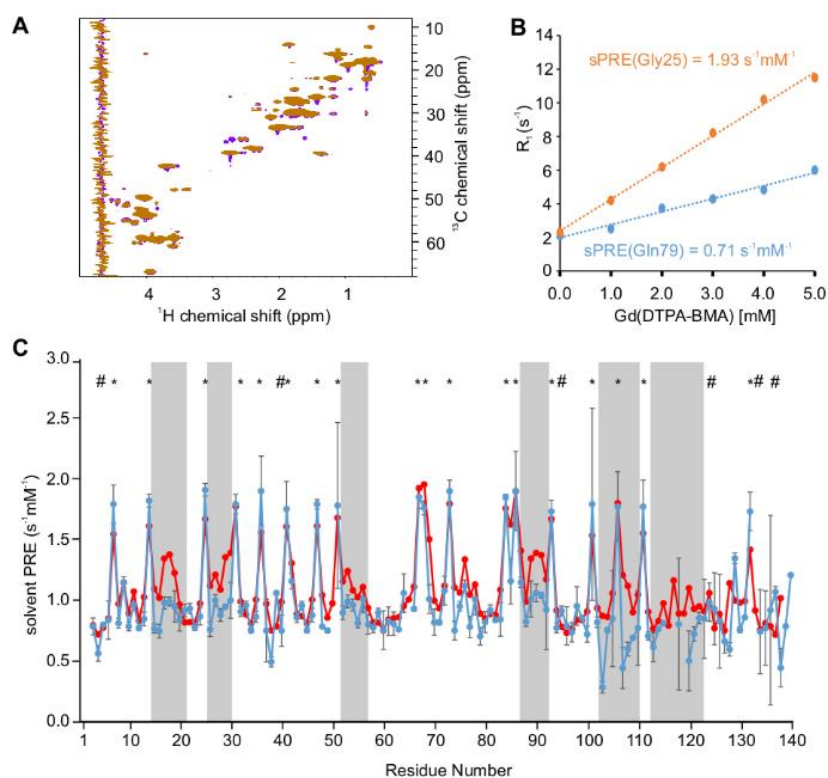 A
10
20
30
40
50
60
¹³C chemical shift (ppm)
4 3 2 1
¹H chemical shift (ppm)
B
14
12
10
8
6
4
2
0
R₁ (s⁻¹)
sPRE(Gly25) = 1.93 s⁻¹mM⁻¹
sPRE(Gln79) = 0.71 s⁻¹mM⁻¹
0.0 1.0 2.0 3.0 4.0 5.0
Gd(DTPA-BMA) [mM]
C
3.0
2.5
2.0
1.5
1.0
0.5
0.0
solvent PRE (s⁻¹mM⁻¹)
# * * * * * #* * * ** * ** * # * * * # *# #
1 10 20 30 40 50 60 70 80 90 100 110 120 130 140
Residue Number